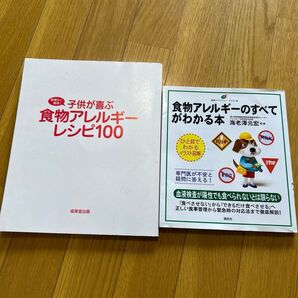 子供が喜ぶ
食物アレルギー
レシピ100
成美堂出版
食物アレルギーのすべて
がわかる本
海老澤元宏
ひと目で
わかる
イラスト図解
STOP
専門医が不安と
疑問に答える!
血液検査が陽性でも食べられないとは限らない!
「食べさせない」から「できるだけ食べさせる」へ
正しい食事管理から緊急時の対応法まで徹底解説!
講談社